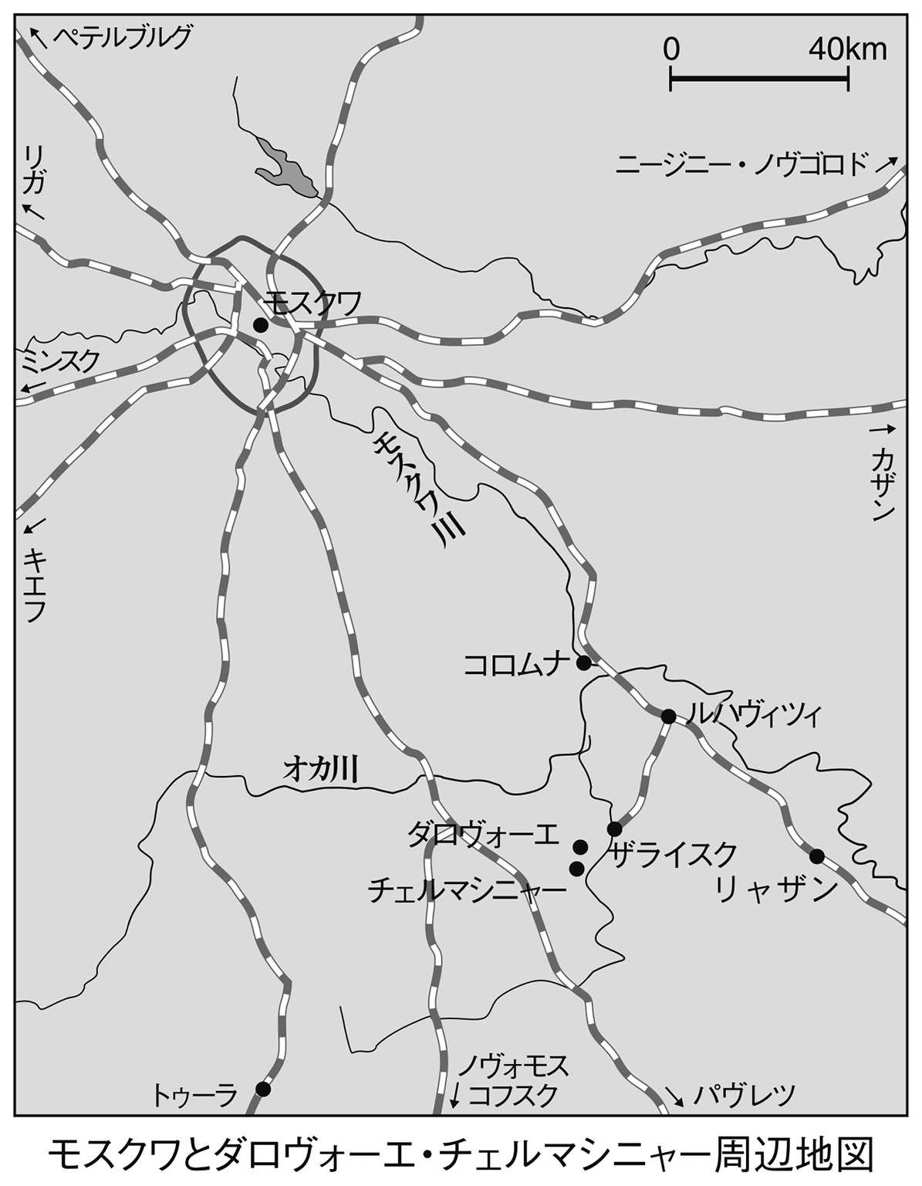 ペテルブルグ
0 40km
リガ
ニージニー・ノヴゴロド
モスクワ
ミンスク
カザン
モスクワ川
キエフ
コロムナ
ルハヴィツィ
オカ川
ダロヴォーエ
ザライスク
チェルマシニャー
リャザン
ノヴォモス
コフスク
トゥーラ
パヴレツ
モスクワとダロヴォーエ・チェルマシニャー周辺地図